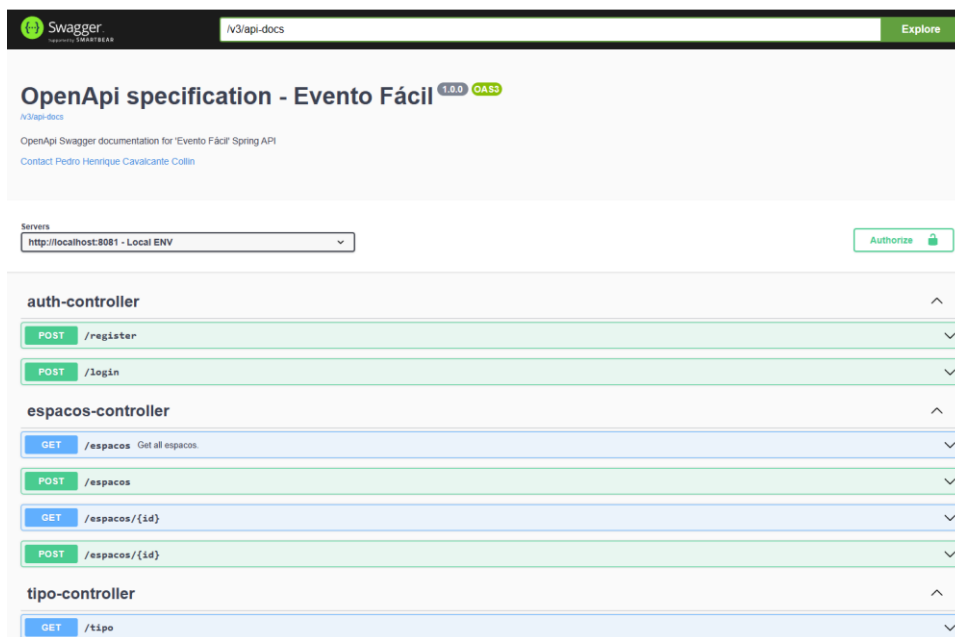 Swagger.
Supported by SMARTBEAR
/v3/api-docs
Explore
OpenApi specification - Evento Fácil 1.0.0 OAS3
/v3/api-docs
OpenApi Swagger documentation for 'Evento Fácil' Spring API
Contact Pedro Henrique Cavalcante Collin
Servers
http://localhost:8081 - Local ENV
Authorize
auth-controller
POST /register
POST /login
espacos-controller
GET /espacos Get all espacos.
POST /espacos
GET /espacos/{id}
POST /espacos/{id}
tipo-controller
GET /tipo